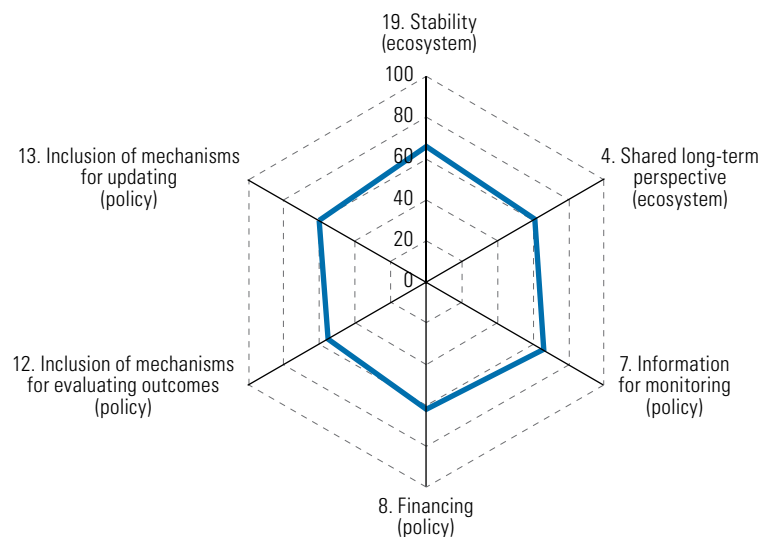 19. Stability
(ecosystem)
100
80
60
40
20
0
4. Shared long-term
perspective
(ecosystem)
7. Information
for monitoring
(policy)
8. Financing
(policy)
12. Inclusion of mechanisms
for evaluating outcomes
(policy)
13. Inclusion of mechanisms
for updating
(policy)